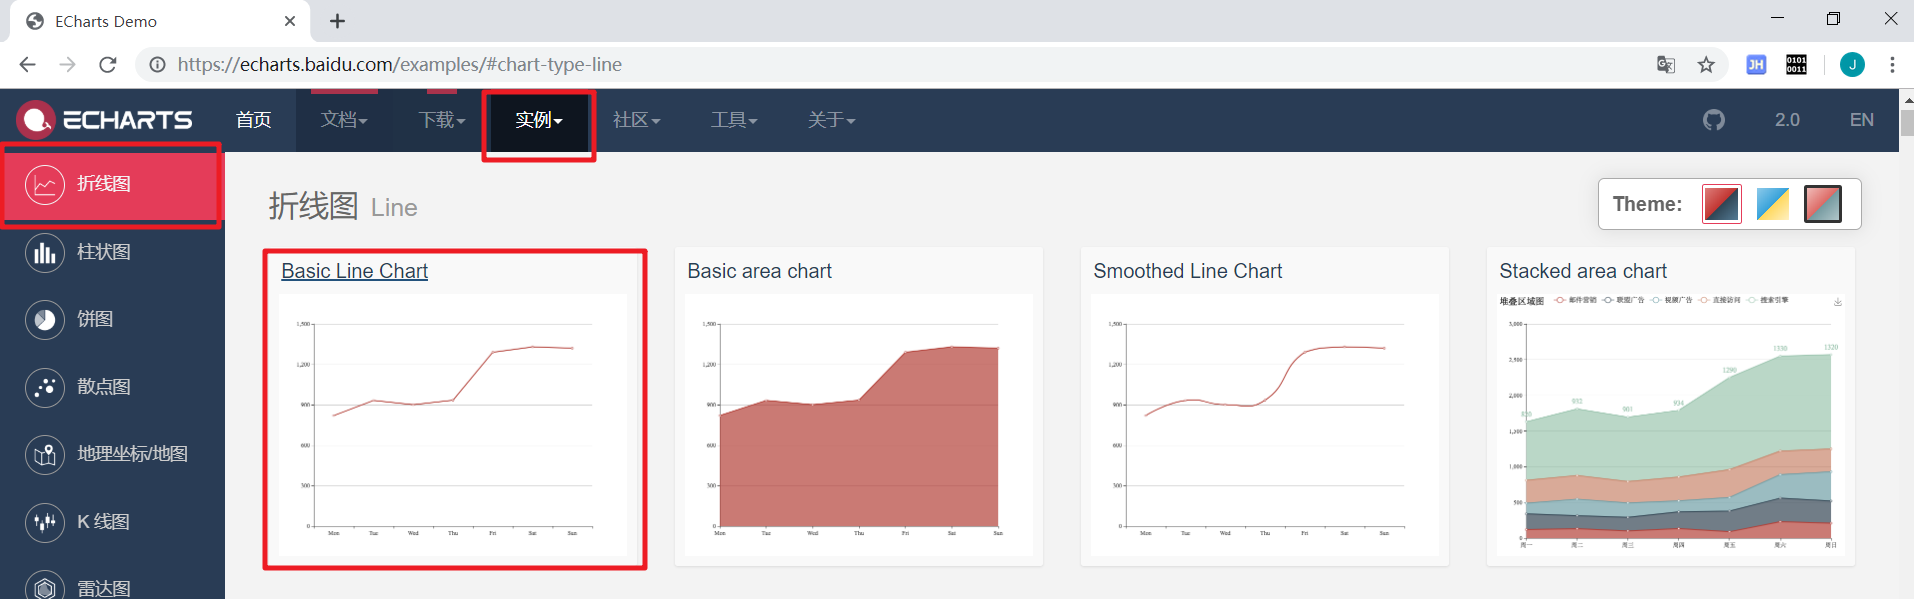 ECharts Demo
https://echarts.baidu.com/examples/#chart-type-line
JH
0101
0011
J
ECHARTS
首页
文档
下载
实例
社区
工具
关于
2.0
EN
折线图
柱状图
饼图
散点图
地理坐标/地图
K 线图
雷达图
折线图 Line
Theme:
Basic Line Chart
1,500
1,200
900
600
300
0
Mon Tue Wed Thu Fri Sat Sun
Basic area chart
1,500
1,200
900
600
300
0
Mon Tue Wed Thu Fri Sat Sun
Smoothed Line Chart
1,500
1,200
900
600
300
0
Mon Tue Wed Thu Fri Sat Sun
Stacked area chart
堆叠区域图 邮件营销 联盟广告 视频广告 直接访问 搜索引擎
3,000
2,500
2,000
1,500
1,000
500
0
820 932 901 934 1290 1330 1320
周一 周二 周三 周四 周五 周六 周日